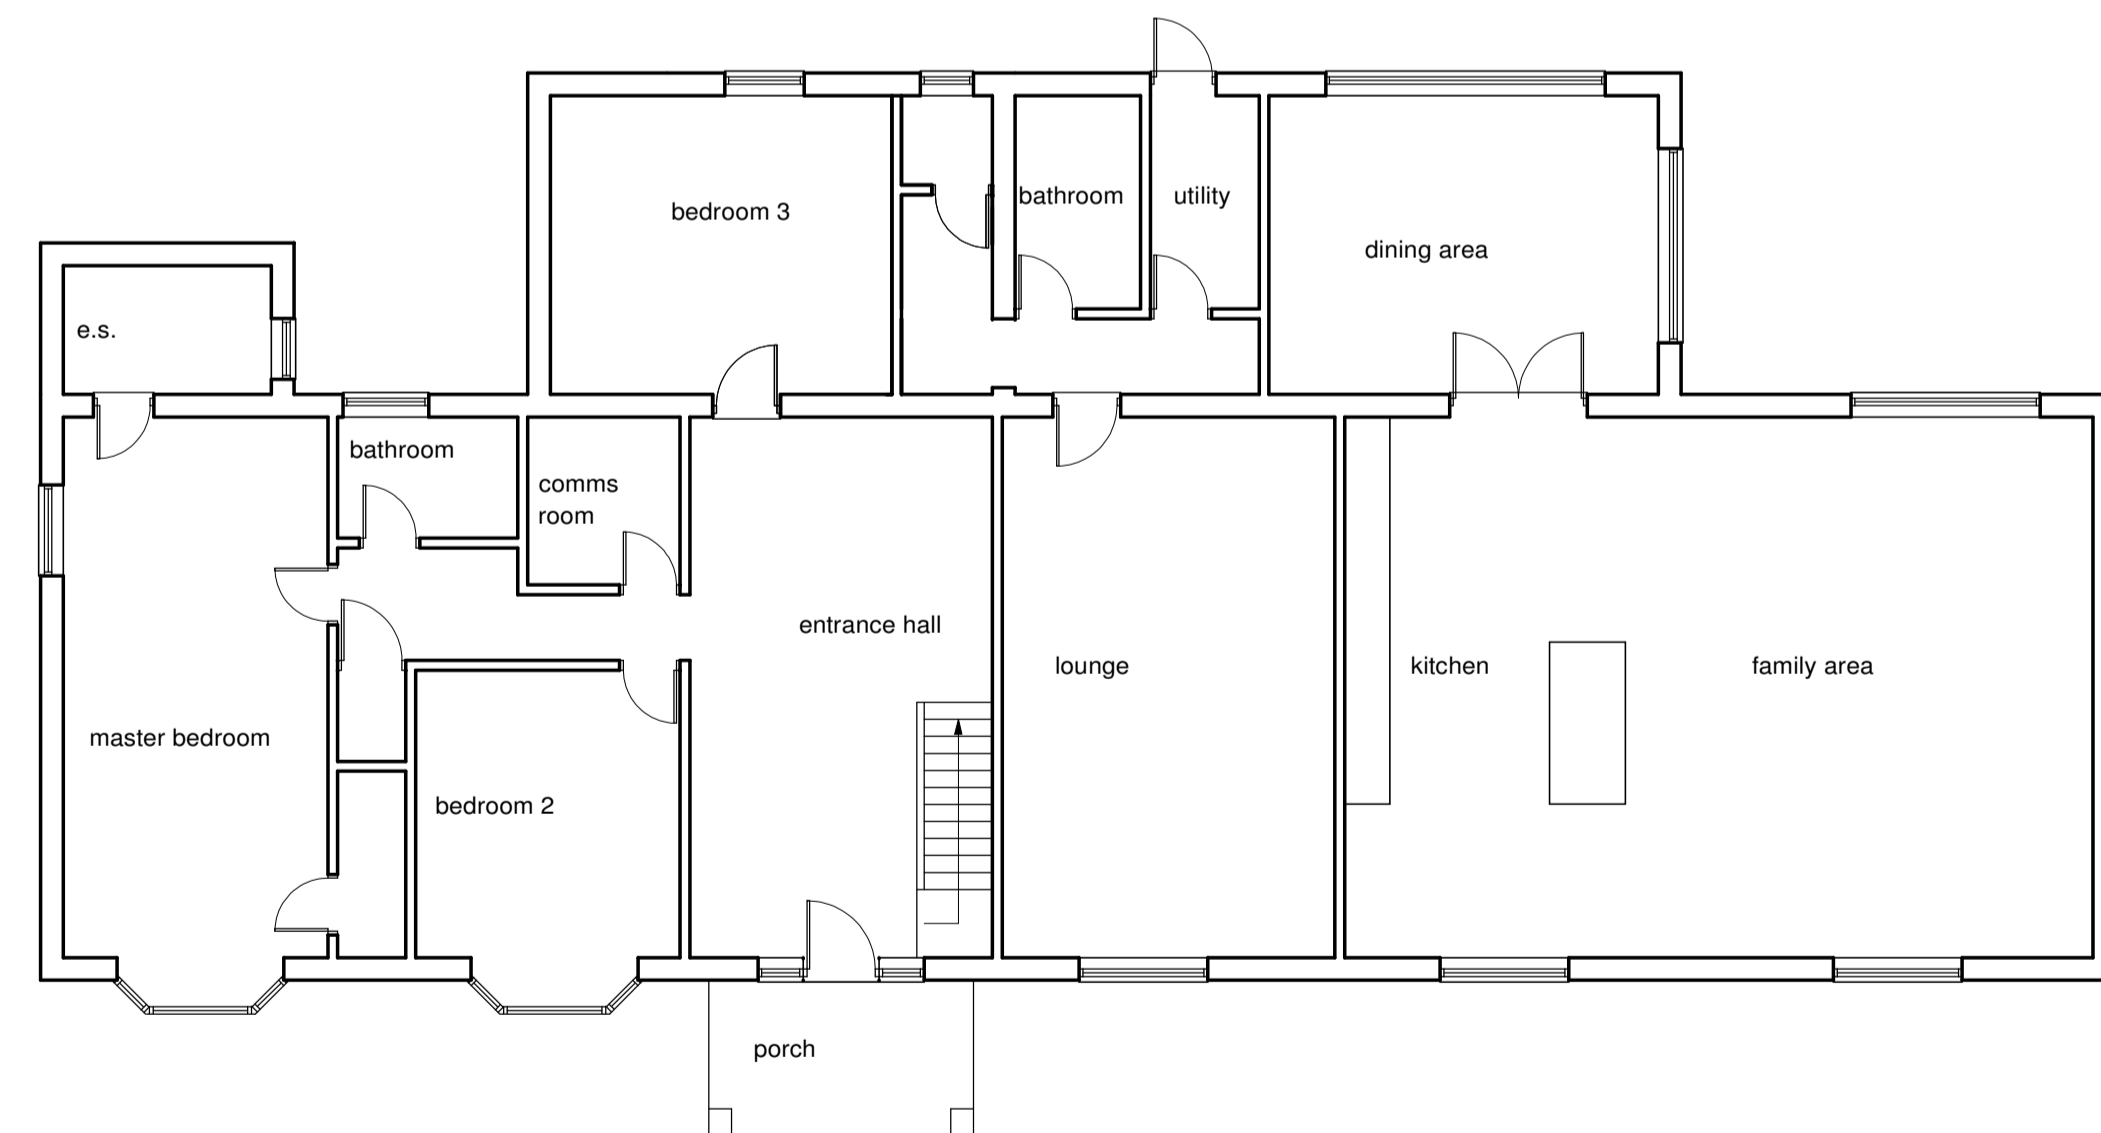 bedroom 3
bathroom
utility
dining area
e.s.
bathroom
comms
room
entrance hall
lounge
kitchen
family area
master bedroom
bedroom 2
porch